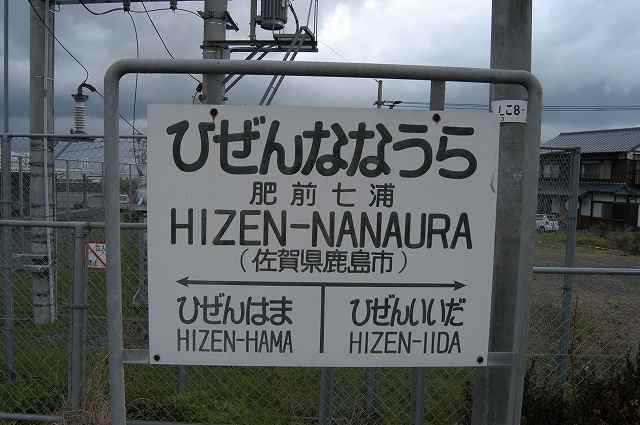 ひぜんななうら
肥前七浦
HIZEN-NANAURA
(佐賀県鹿島市)
ひぜんはま ひぜんいいだ
HIZEN-HAMA HIZEN-IIDA